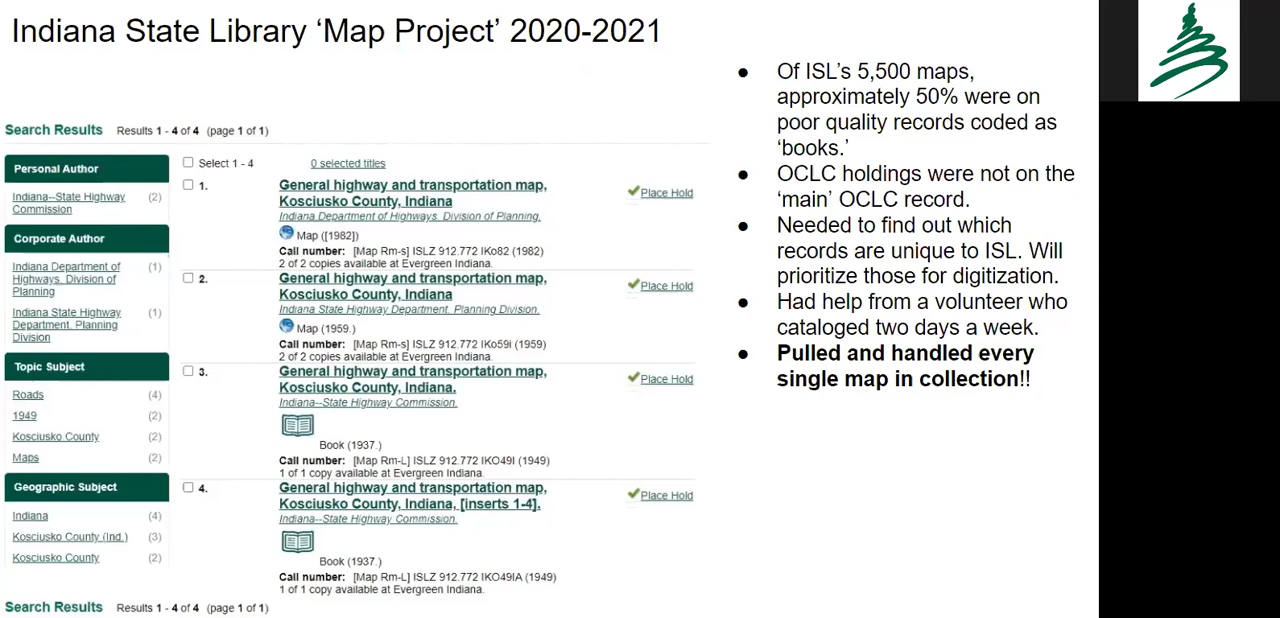 Indiana State Library ‘Map Project’ 2020-2021
Search Results Results 1 - 4 of 4 (page 1 of 1)
Personal Author
Indiana--State Highway (2)
Commission
Corporate Author
Indiana Department of (1)
Highways. Division of
Planning
Indiana State Highway (1)
Department. Planning
Division
Topic Subject
Roads (4)
1949 (2)
Kosciusko County (2)
Maps (2)
Geographic Subject
Indiana (4)
Kosciusko County (Ind.) (3)
Kosciusko County (2)
Select 1 - 4 0 selected titles
1. General highway and transportation map,
Kosciusko County, Indiana
Place Hold
Indiana Department of Highways. Division of Planning.
Map ([1982])
Call number: [Map Rm-s] ISLZ 912.772 IKo82 (1982)
2 of 2 copies available at Evergreen Indiana.
2. General highway and transportation map,
Kosciusko County, Indiana
Place Hold
Indiana State Highway Department. Planning Division.
Map (1959.)
Call number: [Map Rm-s] ISLZ 912.772 IKo59i (1959)
2 of 2 copies available at Evergreen Indiana.
3. General highway and transportation map,
Kosciusko County, Indiana.
Place Hold
Indiana--State Highway Commission.
Book (1937.)
Call number: [Map Rm-L] ISLZ 912.772 IKO49I (1949)
1 of 1 copy available at Evergreen Indiana.
4. General highway and transportation map,
Kosciusko County, Indiana, [inserts 1-4].
Place Hold
Indiana--State Highway Commission.
Book (1937.)
Call number: [Map Rm-L] ISLZ 912.772 IKO49IA (1949)
1 of 1 copy available at Evergreen Indiana.
Search Results Results 1 - 4 of 4 (page 1 of 1)
● Of ISL’s 5,500 maps,
approximately 50% were on
poor quality records coded as
‘books.’
● OCLC holdings were not on the
‘main’ OCLC record.
● Needed to find out which
records are unique to ISL. Will
prioritize those for digitization.
● Had help from a volunteer who
cataloged two days a week.
● Pulled and handled every
single map in collection!!